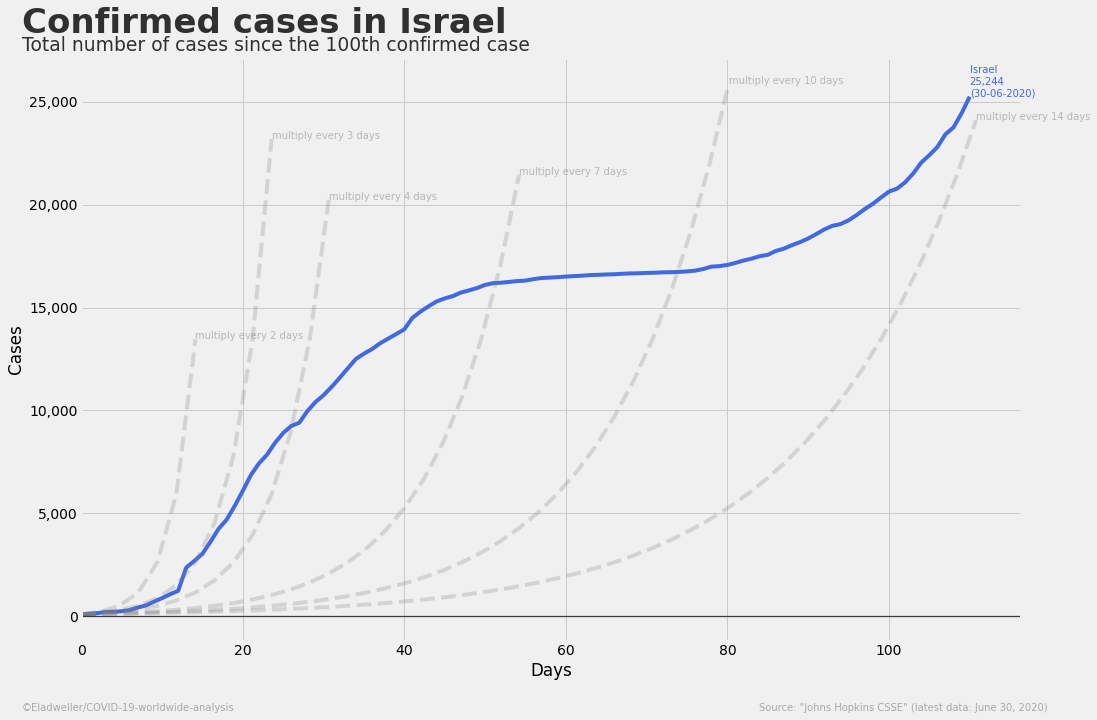 Confirmed cases in Israel
Total number of cases since the 100th confirmed case
Israel
25,244
(30-06-2020)
multiply every 10 days
multiply every 14 days
multiply every 3 days
multiply every 7 days
multiply every 4 days
multiply every 2 days
25,000
20,000
15,000
10,000
5,000
0
Cases
0 20 40 60 80 100
Days
©Eladweller/COVID-19-worldwide-analysis
Source: "Johns Hopkins CSSE" (latest data: June 30, 2020)